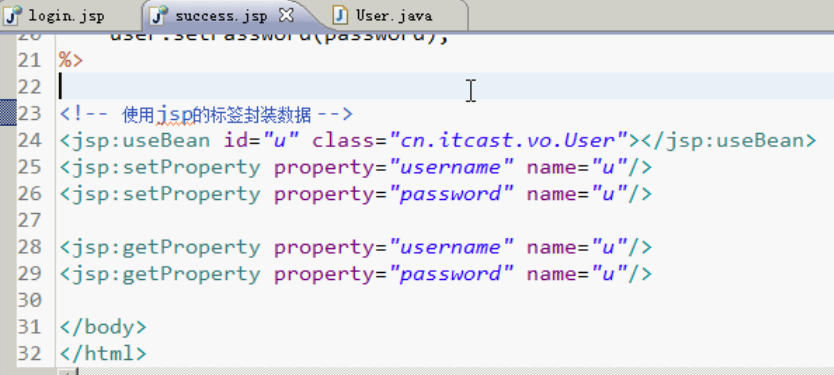 login.jsp success.jsp User.java
20 user.setPassword(password);
21 %>
22
23 <!-- 使用jsp的标签封装数据 -->
24 <jsp:useBean id="u" class="cn.itcast.vo.User"></jsp:useBean>
25 <jsp:setProperty property="username" name="u"/>
26 <jsp:setProperty property="password" name="u"/>
27
28 <jsp:getProperty property="username" name="u"/>
29 <jsp:getProperty property="password" name="u"/>
30
31 </body>
32 </html>